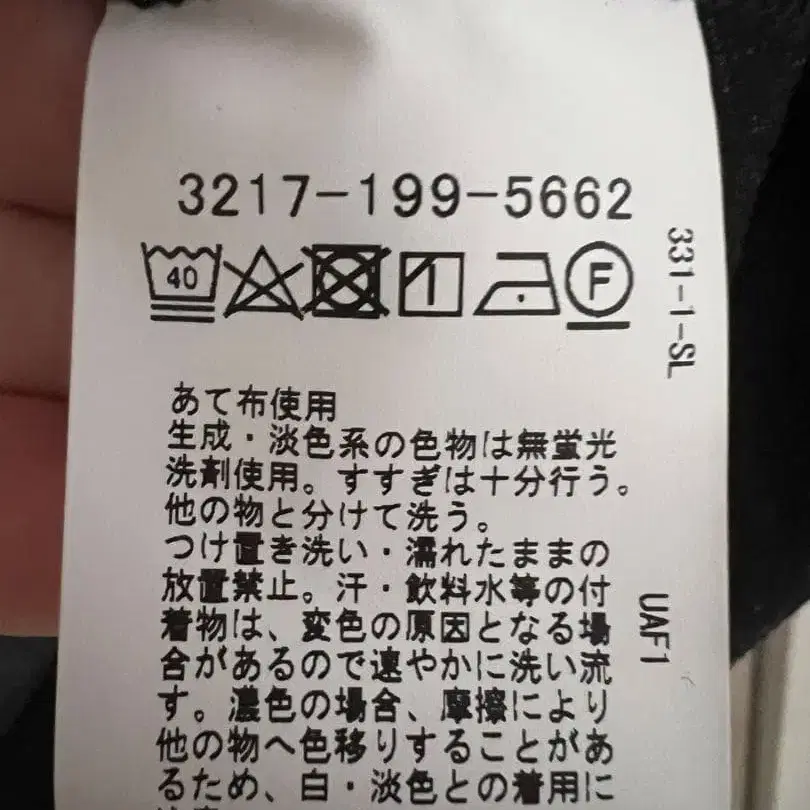 3217-199-5662
40
F
331-1-SL
あて布使用
生成・淡色系の色物は無蛍光
洗剤使用。すすぎは十分行う。
他の物と分けて洗う。
つけ置き洗い・濡れたままの
放置禁止。汗・飲料水等の付
着物は、変色の原因となる場
合があるので速やかに洗い流
す。濃色の場合、摩擦により
他の物へ色移りすることがあ
るため、白・淡色との着用に
UAF1